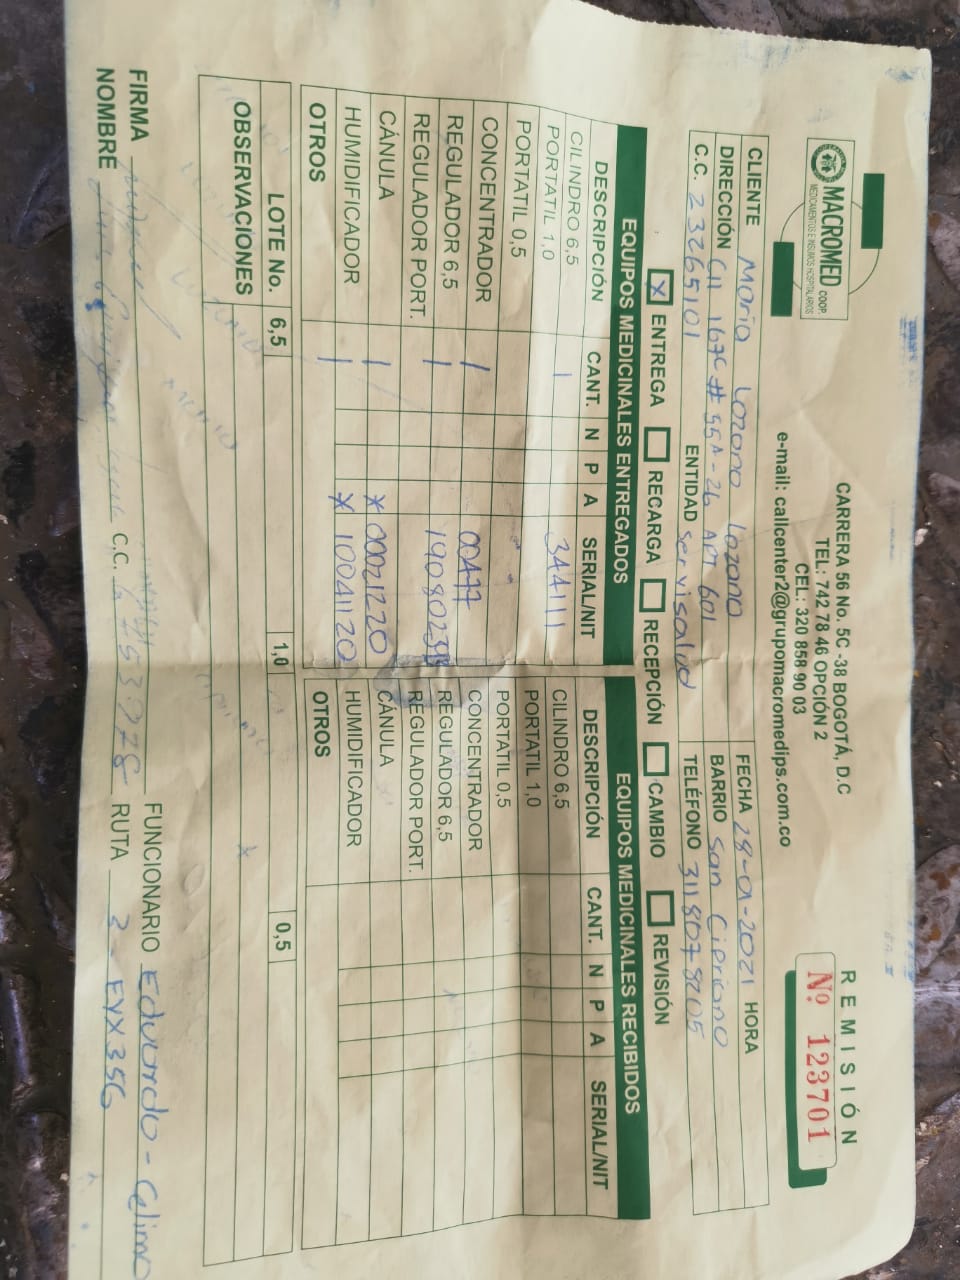 MACROMED COOP.
MEDICAMENTOS E INSUMOS HOSPITALARIOS
CARRERA 56 No. 5C -38 BOGOTÁ, D.C
TEL: 742 78 46 OPCIÓN 2
CEL: 320 858 90 03
e-mail: callcenter2@grupomacromedips.com.co
REMISIÓN
Nº 123701
CLIENTE Maria Lozano Lozano FECHA 28-01-2021 HORA
DIRECCIÓN Cll 167C # 55A-26 APT 601 BARRIO San Cipriano
C.C. 23265101 ENTIDAD Servisalud TELÉFONO 3118078205
X ENTREGA RECARGA RECEPCIÓN CAMBIO REVISIÓN
EQUIPOS MEDICINALES ENTREGADOS EQUIPOS MEDICINALES RECIBIDOS
DESCRIPCIÓN CANT. N P A SERIAL/NIT DESCRIPCIÓN CANT. N P A SERIAL/NIT
CILINDRO 6,5 CILINDRO 6,5
PORTATIL 1,0 1 344111 PORTATIL 1,0
PORTATIL 0,5 PORTATIL 0,5
CONCENTRADOR 1 CONCENTRADOR
REGULADOR 6,5 REGULADOR 6,5
REGULADOR PORT. 1 REGULADOR PORT.
CÁNULA 1 * 00021220 CÁNULA
HUMIDIFICADOR 1 * 10041120 HUMIDIFICADOR
OTROS OTROS
LOTE No. 6,5 1,0 0,5
OBSERVACIONES
FIRMA FUNCIONARIO Eduardo - Celimo
NOMBRE C.C. RUTA 3 - EYX356